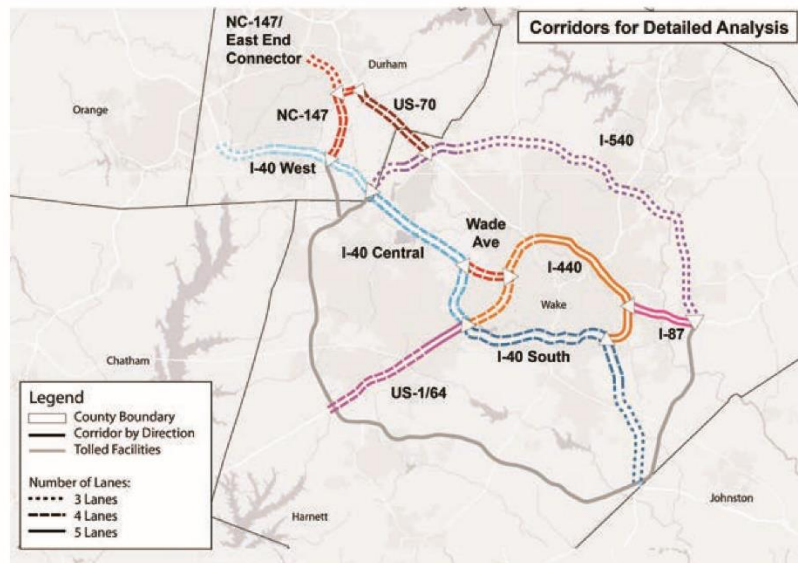 Corridors for Detailed Analysis
NC-147/
East End
Connector
Durham
US-70
Orange
NC-147
I-540
I-40 West
Wade
Ave
I-40 Central
I-440
Wake
I-87
Chatham
I-40 South
US-1/64
Legend
County Boundary
Corridor by Direction
Tolled Facilities
Number of Lanes:
3 Lanes
4 Lanes
5 Lanes
Harnett
Johnston